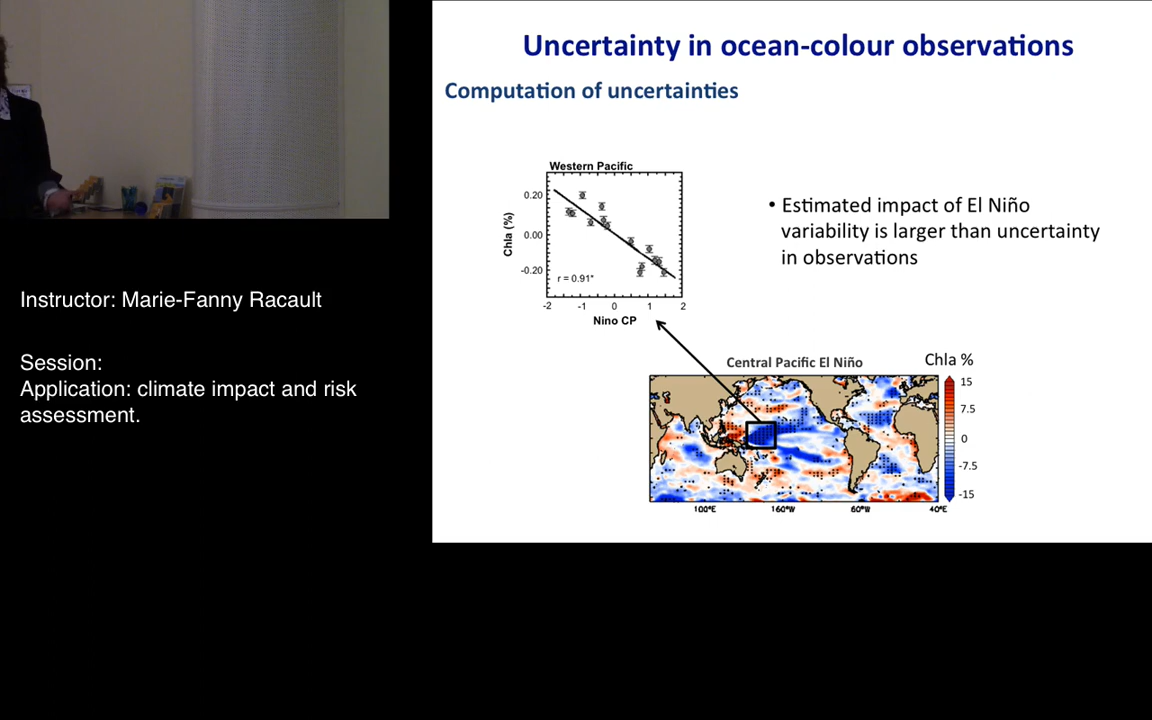 Uncertainty in ocean-colour observations
Computation of uncertainties
Western Pacific
Chla (%)
0.20
0.00
-0.20
r = 0.91*
-2 -1 0 1 2
Nino CP
• Estimated impact of El Niño
variability is larger than uncertainty
in observations
Instructor: Marie-Fanny Racault
Session:
Application: climate impact and risk
assessment.
Central Pacific El Niño
Chla %
15
7.5
0
-7.5
-15
100°E 160°W 60°W 40°E